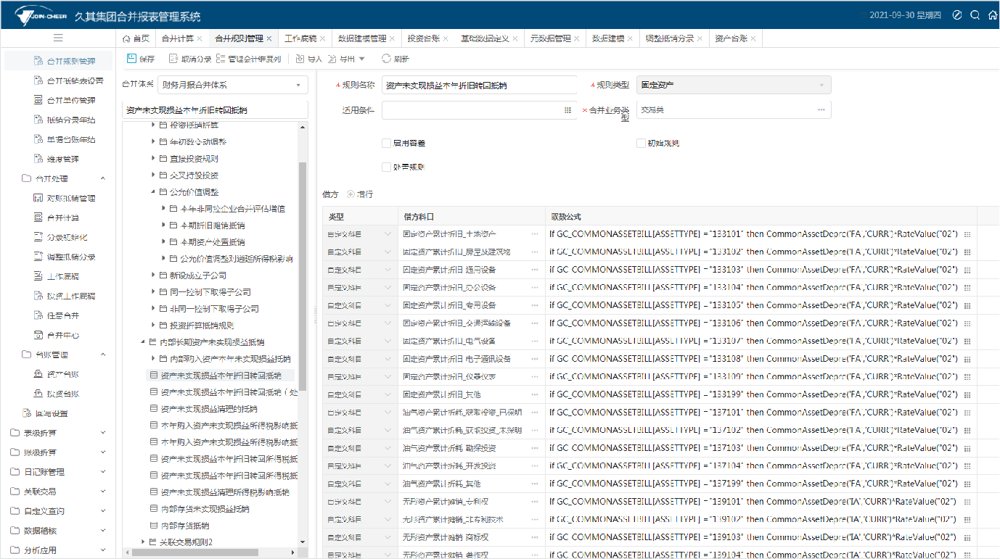 JOIN-CHEER 久其集团合并报表管理系统
2021-09-30 星期四
首页 合并计算 合并规则管理 工作底稿 数据建模管理 投资台账 基础数据定义 元数据管理 数据建模 调整抵销分录 资产台账
合并规则管理
合并抵销表设置
合并单位管理
抵销分录年结
单据台账年结
维度管理
合并处理
对账抵销管理
合并计算
分录初始化
调整抵销分录
工作底稿
投资工作底稿
任意合并
合并中心
台账管理
资产台账
投资台账
回写设置
表级折算
账级折算
日记账管理
关联交易
自定义查询
数据稽核
分析应用
保存 取消分录 管理会计维度列 导入 导出 刷新
合并体系 财务月报合并体系
资产未实现损益本年折旧转回抵销
投资抵销折算
年初数变动调整
直接投资规则
交叉持股投资
公允价值调整
本年非同控企业合并评估增值
本期折旧摊销抵销
本期资产处置抵销
公允价值调整对递延所得税影响
新设成立子公司
同一控制下取得子公司
非同一控制下取得子公司
投资折算抵销规则
内部长期资产未实现损益抵销
内部购入资产本年未实现损益抵销
资产未实现损益本年折旧转回抵销
资产未实现损益本年折旧转回抵销（处
资产未实现损益清理的抵销
本年购入资产未实现损益所得税影响抵
本年购入资产未实现损益所得税影响抵
资产未实现损益本年折旧转回所得税抵
资产未实现损益本年折旧转回所得税抵
资产未实现损益清理所得税影响抵销
内部存货未实现损益抵销
内部存货抵销
关联交易规则2
*规则名称 资产未实现损益本年折旧转回抵销 *规则类型 固定资产
适用条件 *合并业务类型 交易类
启用容差 初始规则
处置规则
借方 增行
类型 借方科目 取数公式
自定义科目 固定资产累计折旧_土地资产 if GC_COMMONASSETBILL[ASSETTYPE] ="133101" then CommonAssetDepre('FA','CURR')*RateValue("02")
自定义科目 固定资产累计折旧_房屋及建筑物 if GC_COMMONASSETBILL[ASSETTYPE] ="133102" then CommonAssetDepre('FA','CURR')*RateValue("02")
自定义科目 固定资产累计折旧_通用设备 if GC_COMMONASSETBILL[ASSETTYPE] ="133103" then CommonAssetDepre('FA','CURR')*RateValue("02")
自定义科目 固定资产累计折旧_办公设备 if GC_COMMONASSETBILL[ASSETTYPE] ="133104" then CommonAssetDepre('FA','CURR')*RateValue("02")
自定义科目 固定资产累计折旧_专用设备 if GC_COMMONASSETBILL[ASSETTYPE] ="133105" then CommonAssetDepre('FA','CURR')*RateValue("02")
自定义科目 固定资产累计折旧_交通运输设备 if GC_COMMONASSETBILL[ASSETTYPE] ="133106" then CommonAssetDepre('FA','CURR')*RateValue("02")
自定义科目 固定资产累计折旧_电气设备 if GC_COMMONASSETBILL[ASSETTYPE] ="133107" then CommonAssetDepre('FA','CURR')*RateValue("02")
自定义科目 固定资产累计折旧_电子通讯设备 if GC_COMMONASSETBILL[ASSETTYPE] ="133108" then CommonAssetDepre('FA','CURR')*RateValue("02")
自定义科目 固定资产累计折旧_仪器仪表 if GC_COMMONASSETBILL[ASSETTYPE] ="133109" then CommonAssetDepre('FA','CURR')*RateValue("02")
自定义科目 固定资产累计折旧_其他 if GC_COMMONASSETBILL[ASSETTYPE] ="133199" then CommonAssetDepre('FA','CURR')*RateValue("02")
自定义科目 油气资产累计折耗_获取投资_已探明 if GC_COMMONASSETBILL[ASSETTYPE] ="137101" then CommonAssetDepre('FA','CURR')*RateValue("02")
自定义科目 油气资产累计折耗_获取投资_未探明 if GC_COMMONASSETBILL[ASSETTYPE] ="137102" then CommonAssetDepre('FA','CURR')*RateValue("02")
自定义科目 油气资产累计折耗_勘探投资 if GC_COMMONASSETBILL[ASSETTYPE] ="137103" then CommonAssetDepre('FA','CURR')*RateValue("02")
自定义科目 油气资产累计折耗_开发投资 if GC_COMMONASSETBILL[ASSETTYPE] ="137104" then CommonAssetDepre('FA','CURR')*RateValue("02")
自定义科目 油气资产累计折耗_其他 if GC_COMMONASSETBILL[ASSETTYPE] ="137199" then CommonAssetDepre('FA','CURR')*RateValue("02")
自定义科目 无形资产累计摊销_专利权 if GC_COMMONASSETBILL[ASSETTYPE] ="139101" then CommonAssetDepre('IA','CURR')*RateValue("02")
自定义科目 无形资产累计摊销_非专利技术 if GC_COMMONASSETBILL[ASSETTYPE] ="139102" then CommonAssetDepre('IA','CURR')*RateValue("02")
自定义科目 无形资产累计摊销_商标权 if GC_COMMONASSETBILL[ASSETTYPE] ="139103" then CommonAssetDepre('IA','CURR')*RateValue("02")
自定义科目 无形资产累计摊销_著作权 if GC_COMMONASSETBILL[ASSETTYPE] ="139104" then CommonAssetDepre('IA','CURR')*RateValue("02")